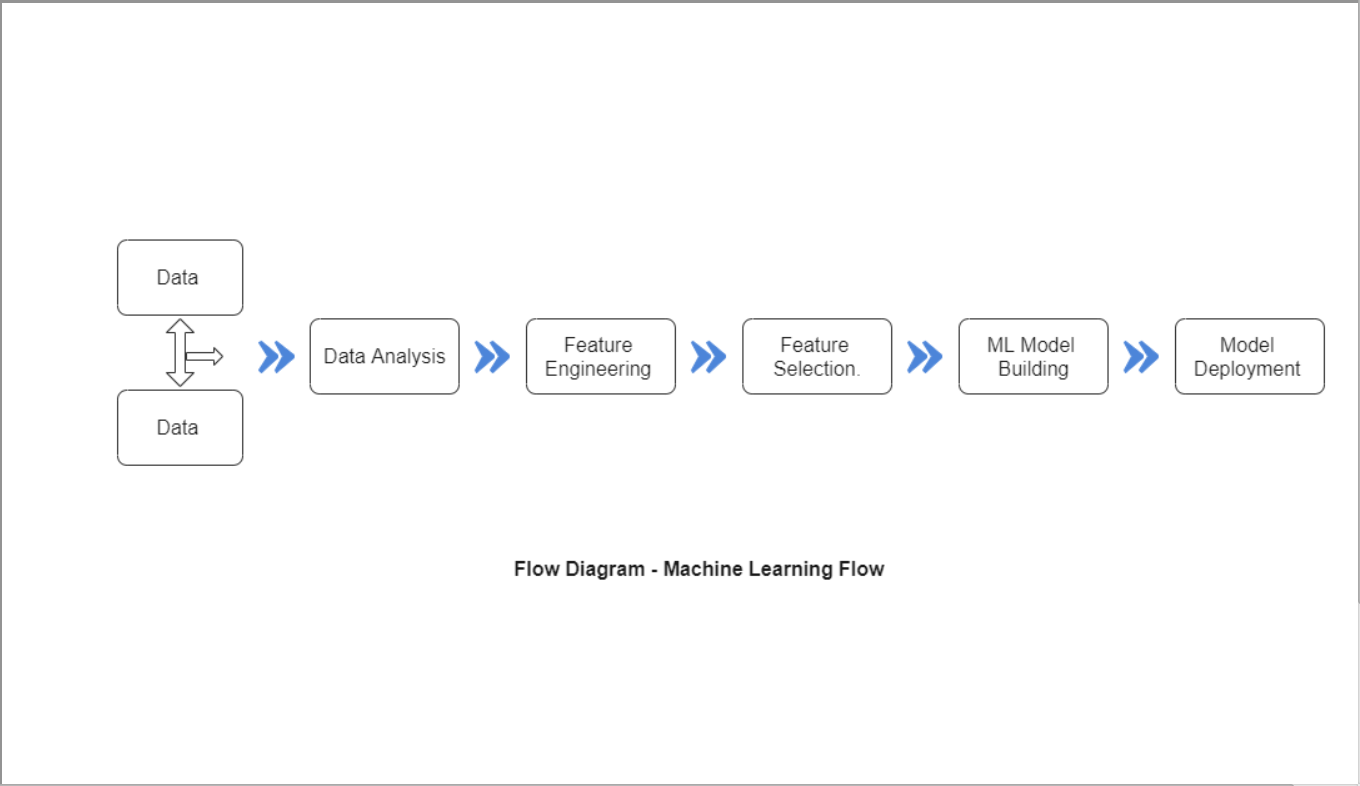 Data
Data
Data Analysis
Feature
Engineering
Feature
Selection.
ML Model
Building
Model
Deployment
Flow Diagram - Machine Learning Flow